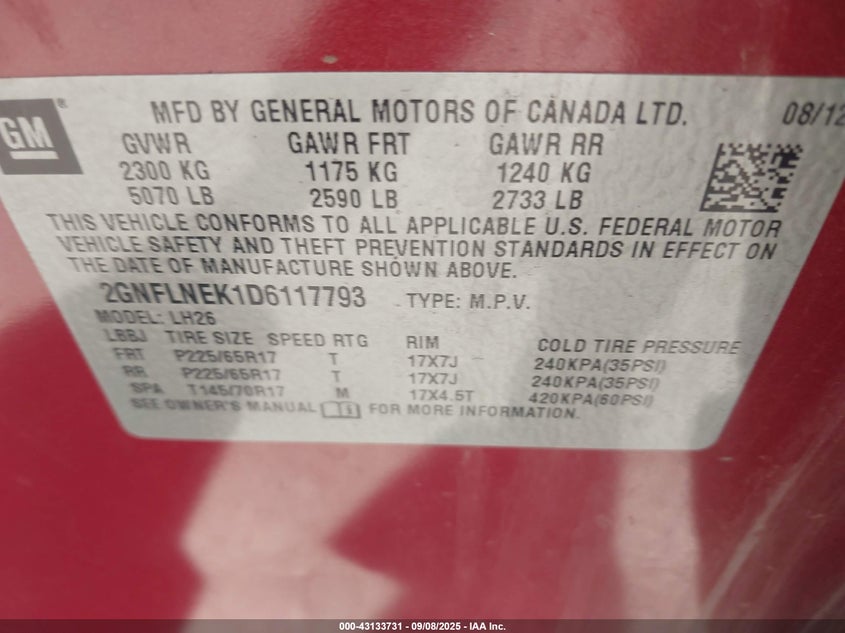 GM ®
MFD BY GENERAL MOTORS OF CANADA LTD. 08/12
GVWR GAWR FRT GAWR RR
2300 KG 1175 KG 1240 KG
5070 LB 2590 LB 2733 LB
THIS VEHICLE CONFORMS TO ALL APPLICABLE U.S. FEDERAL MOTOR
VEHICLE SAFETY AND THEFT PREVENTION STANDARDS IN EFFECT ON
THE DATE OF MANUFACTURE SHOWN ABOVE.
2GNFLNEK1D6117793 TYPE: M.P.V.
MODEL: LH26
LBBJ TIRE SIZE SPEED RTG RIM COLD TIRE PRESSURE
FRT P225/65R17 T 17X7J 240KPA(35PSI)
RR P225/65R17 T 17X7J 240KPA(35PSI)
SPA T145/70R17 M 17X4.5T 420KPA(60PSI)
SEE OWNER'S MANUAL FOR MORE INFORMATION.
000-43133731 - 09/08/2025 - IAA Inc.